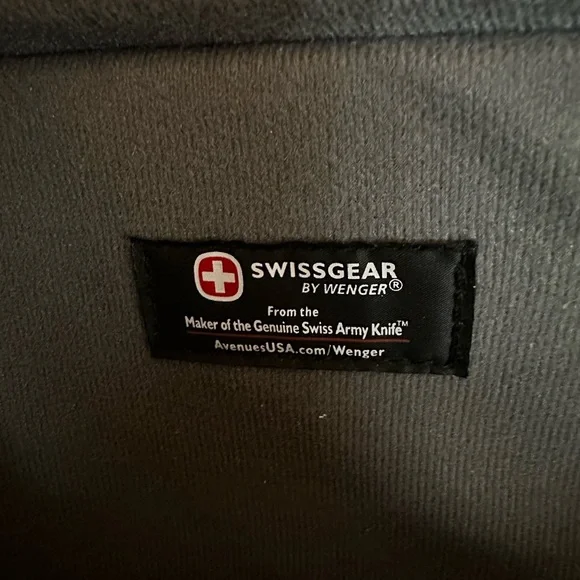 SWISSGEAR
BY WENGER®
From the
Maker of the Genuine Swiss Army Knife™
AvenuesUSA.com/Wenger